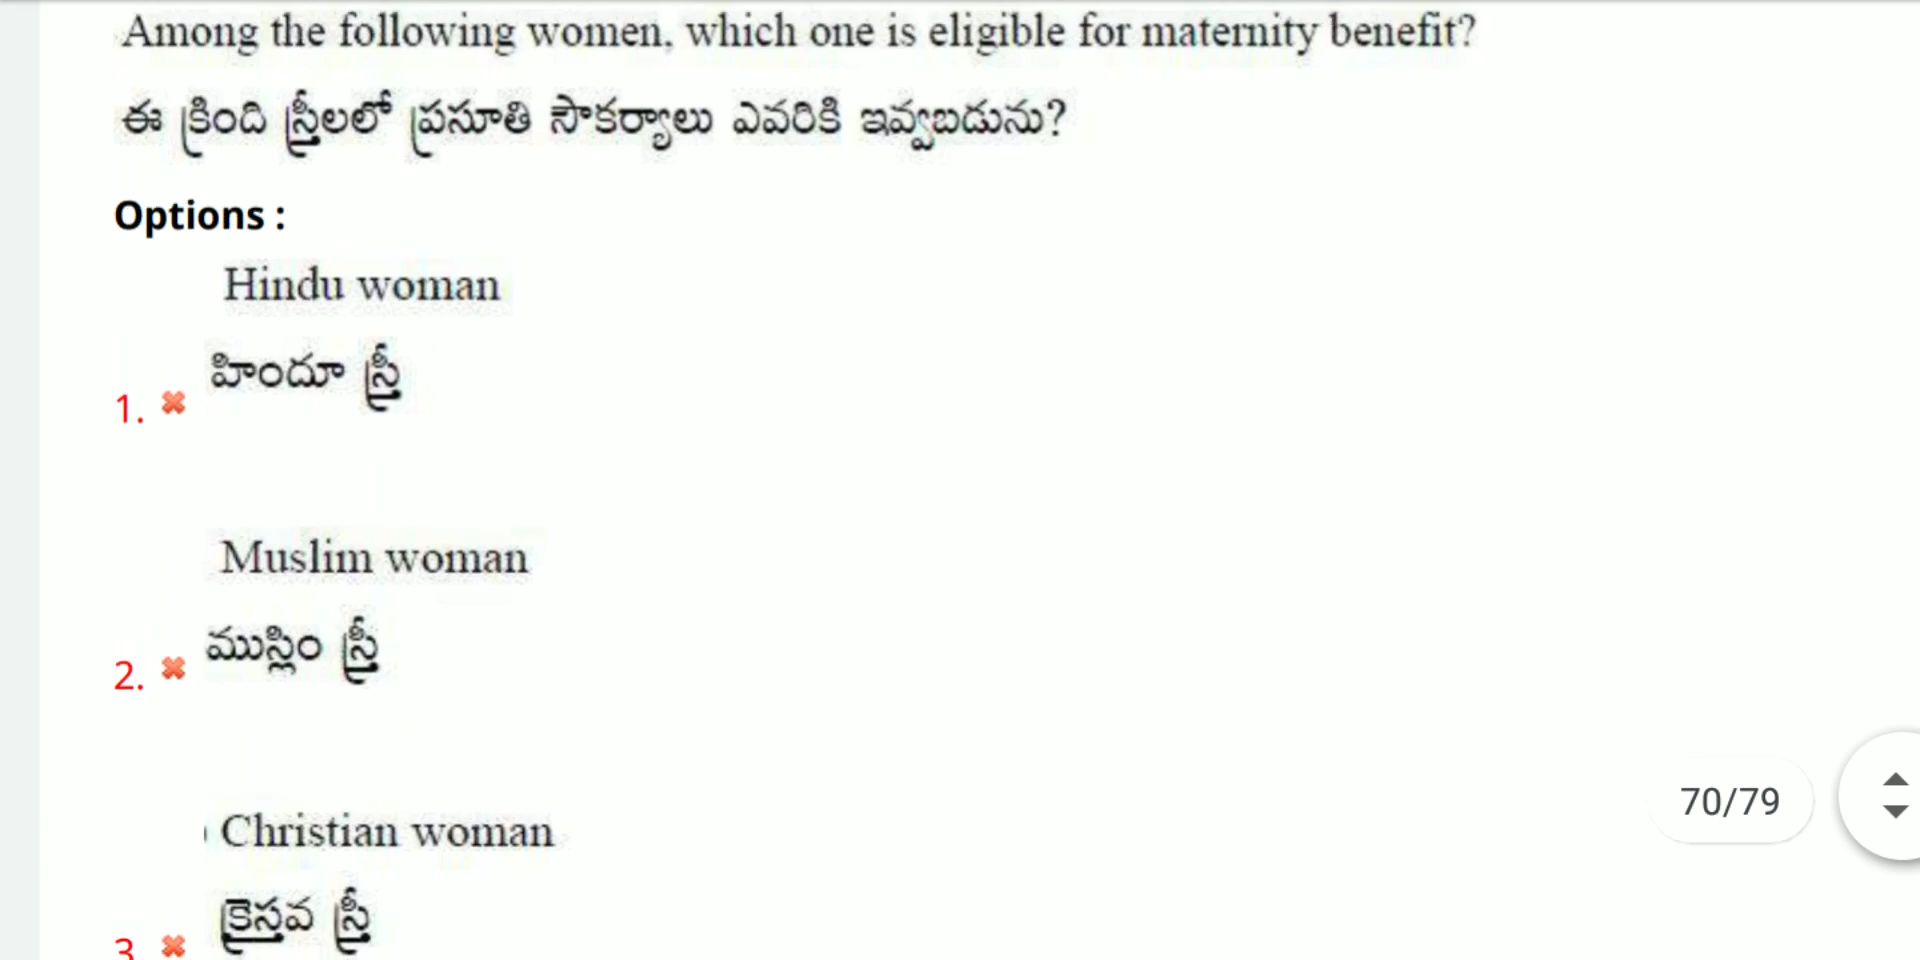 Among the following women, which one is eligible for maternity benefit?
ఈ క్రింది స్త్రీలలో ప్రసూతి సౌకర్యాలు ఎవరికి ఇవ్వబడును?
Options :
Hindu woman
హిందూ స్త్రీ
1.
Muslim woman
ముస్లిం స్త్రీ
2.
Christian woman
క్రైస్తవ స్త్రీ
3.
70/79